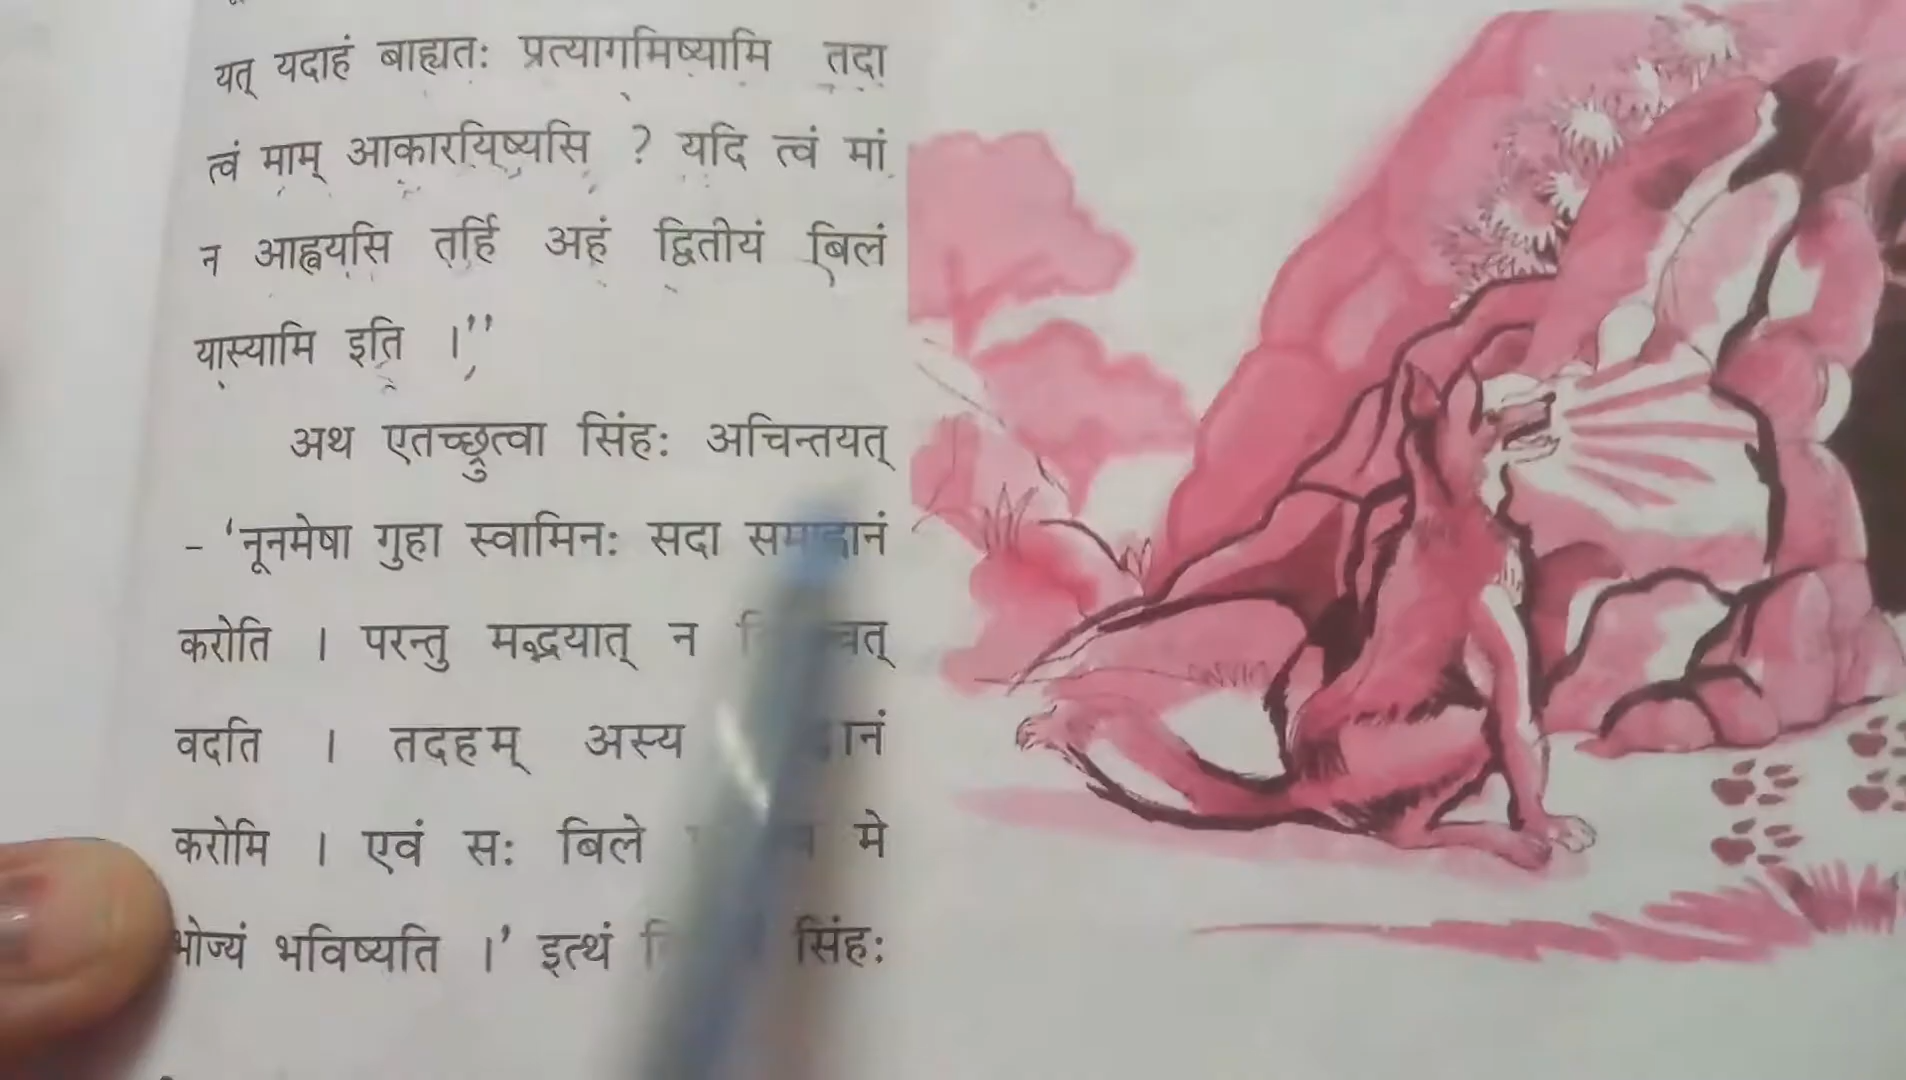 यत् यदाहं बाह्यतः प्रत्यागमिष्यामि तदा
त्वं माम् आकारयिष्यसि ? यदि त्वं मां
न आह्वयसि तर्हि अहं द्वितीयं बिलं
यास्यामि इति ।’’
अथ एतच्छ्रुत्वा सिंहः अचिन्तयत्
– ‘नूनमेषा गुहा स्वामिनः सदा समाह्वानं
करोति । परन्तु मद्भयात् न
वदति । तदहम् अस्य
करोमि । एवं सः बिले मे
भोज्यं भविष्यति ।’ इत्थं सिंहः